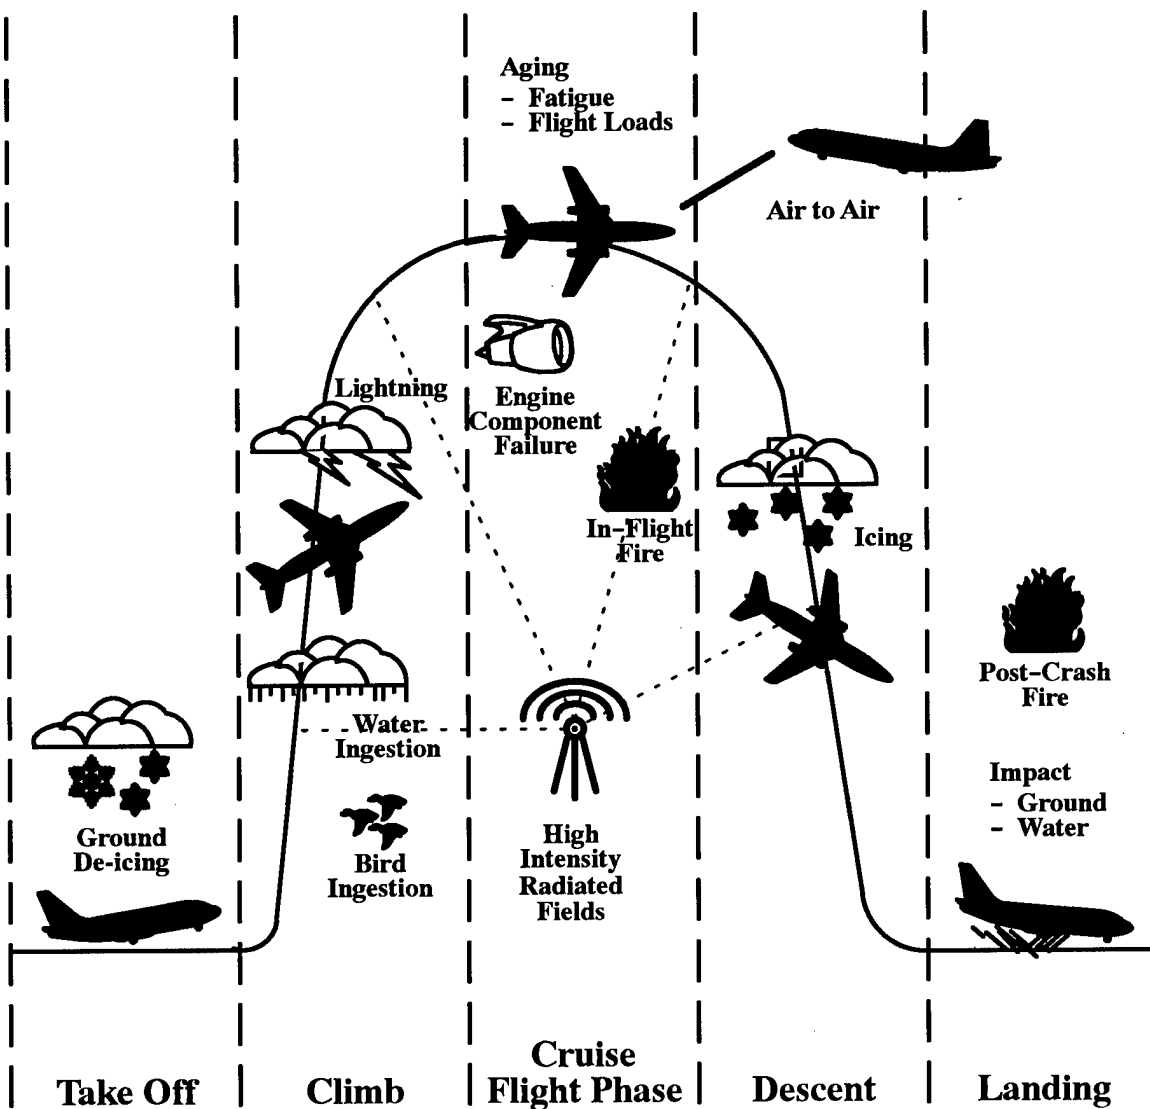 Aging
– Fatigue
– Flight Loads
Air to Air
Lightning
Engine
Component
Failure
In–Flight
Fire
Icing
Post–Crash
Fire
Water
Ingestion
Impact
– Ground
– Water
Ground
De-icing
Bird
Ingestion
High
Intensity
Radiated
Fields
Take Off
Climb
Cruise
Flight Phase
Descent
Landing